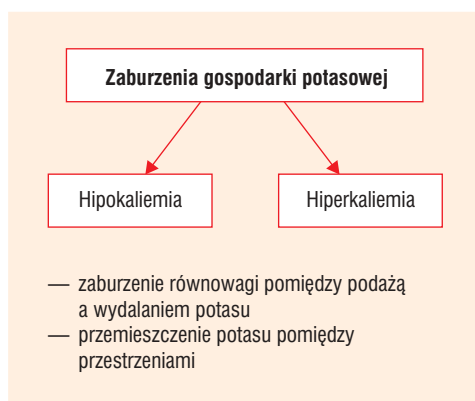 Zaburzenia gospodarki potasowej
Hipokaliemia
Hiperkaliemia
— zaburzenie równowagi pomiędzy podażą
a wydalaniem potasu
— przemieszczenie potasu pomiędzy
przestrzeniami